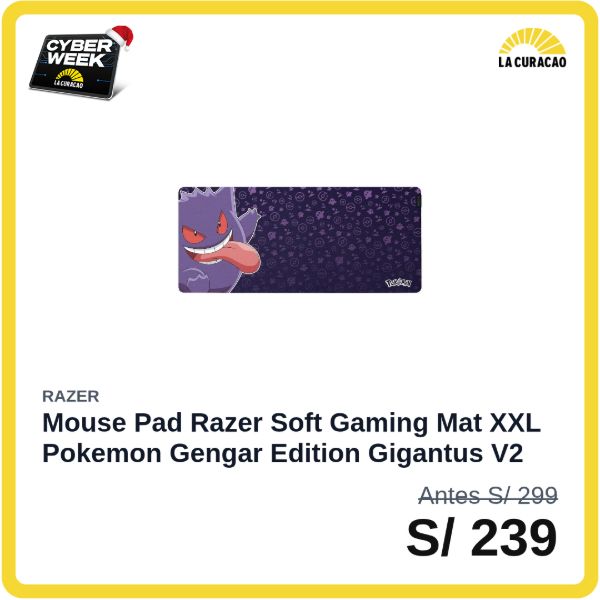 CYBER
WEEK
LA CURACAO
LA CURACAO
POKéMON
RAZER
Mouse Pad Razer Soft Gaming Mat XXL
Pokemon Gengar Edition Gigantus V2
Antes S/ 299
S/ 239